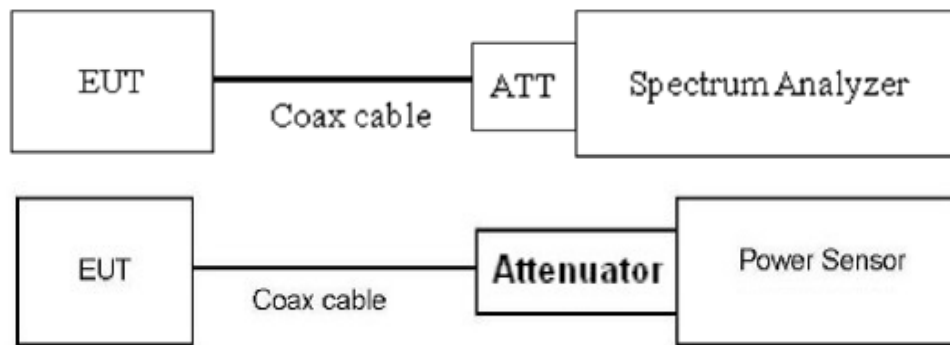 EUT
Coax cable
ATT
Spectrum Analyzer
EUT
Coax cable
Attenuator
Power Sensor